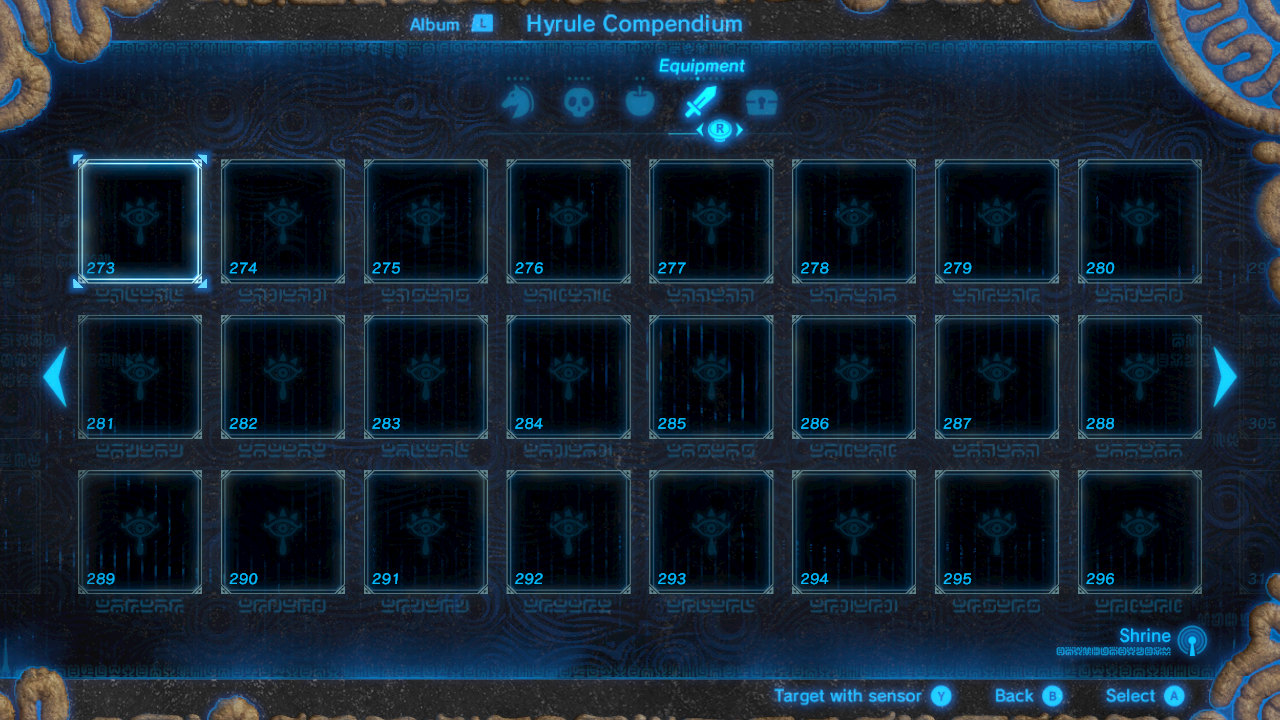 Album L Hyrule Compendium
Equipment
R
273 274 275 276 277 278 279 280
281 282 283 284 285 286 287 288
305
289 290 291 292 293 294 295 296
Shrine
Target with sensor Y Back B Select A